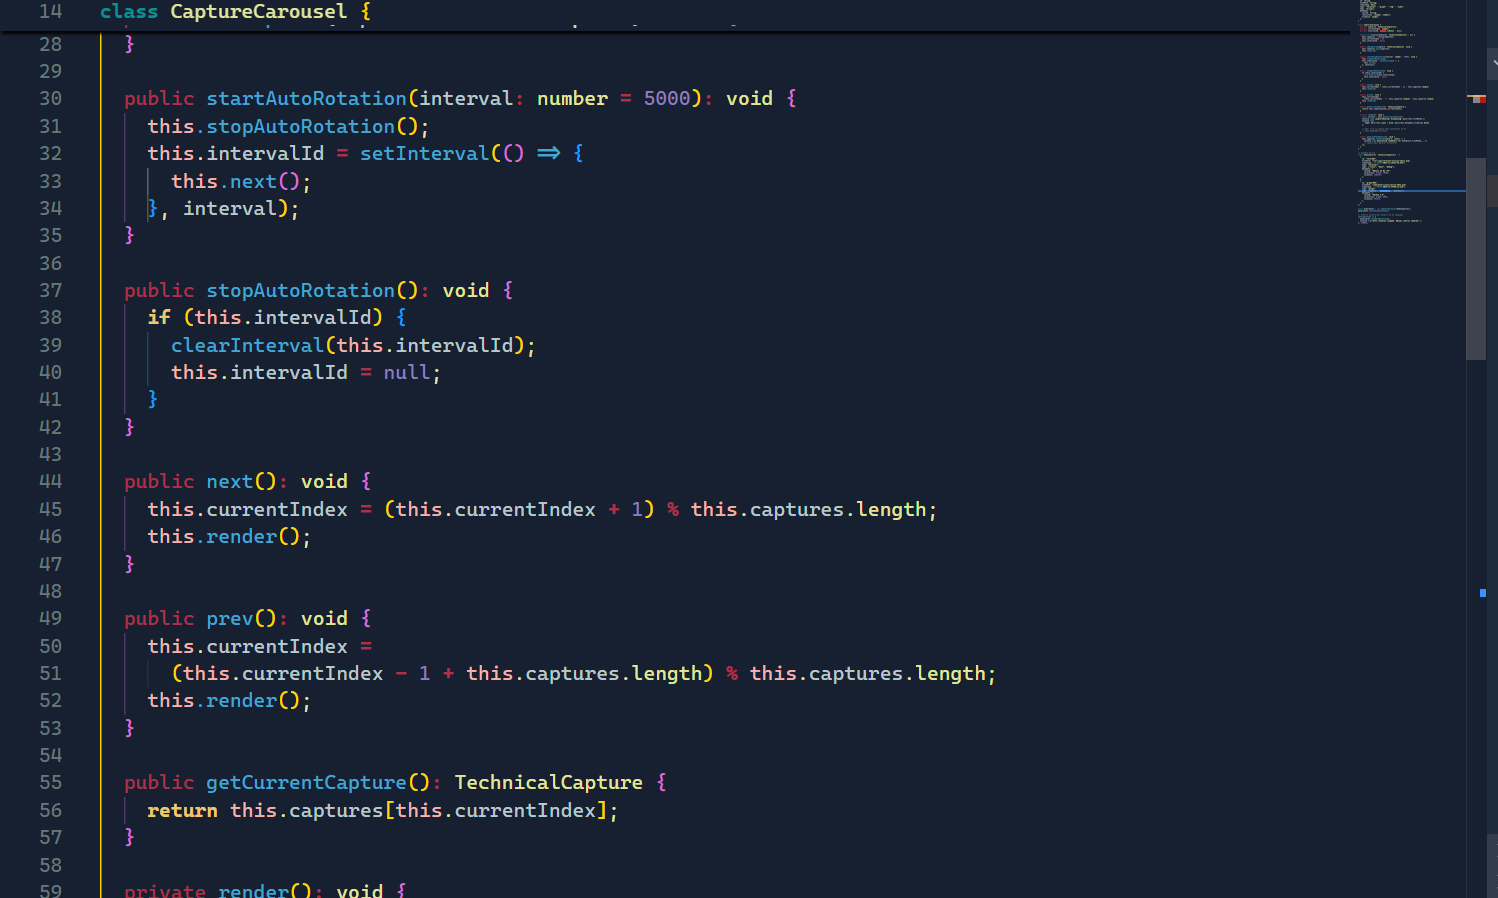 14 class CaptureCarousel {
28 }
29
30 public startAutoRotation(interval: number = 5000): void {
31 this.stopAutoRotation();
32 this.intervalId = setInterval(() => {
33 this.next();
34 }, interval);
35 }
36
37 public stopAutoRotation(): void {
38 if (this.intervalId) {
39 clearInterval(this.intervalId);
40 this.intervalId = null;
41 }
42 }
43
44 public next(): void {
45 this.currentIndex = (this.currentIndex + 1) % this.captures.length;
46 this.render();
47 }
48
49 public prev(): void {
50 this.currentIndex =
51 (this.currentIndex - 1 + this.captures.length) % this.captures.length;
52 this.render();
53 }
54
55 public getCurrentCapture(): TechnicalCapture {
56 return this.captures[this.currentIndex];
57 }
58
59 private render(): void {